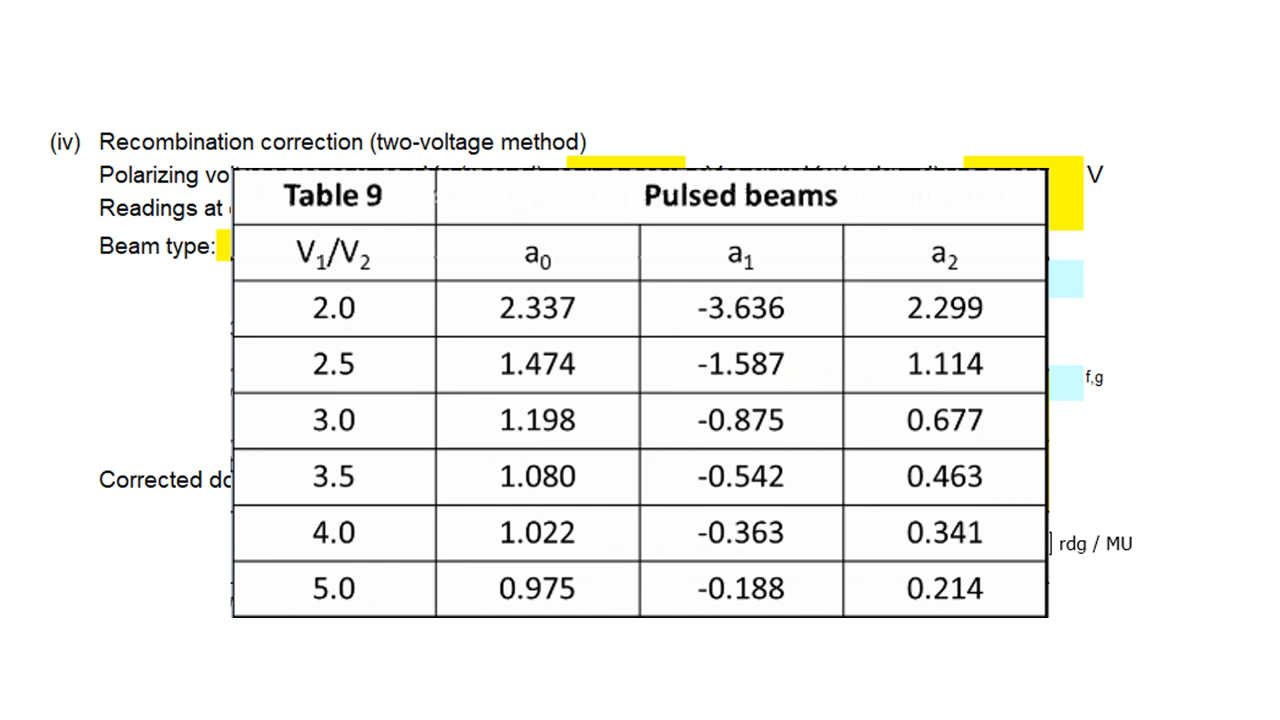 (iv) Recombination correction (two-voltage method)
Polarizing V
Readings at
Beam type:
Table 9 Pulsed beams
V1/V2 a0 a1 a2
2.0 2.337 -3.636 2.299
2.5 1.474 -1.587 1.114
f,g
3.0 1.198 -0.875 0.677
Corrected
3.5 1.080 -0.542 0.463
4.0 1.022 -0.363 0.341
] rdg / MU
5.0 0.975 -0.188 0.214